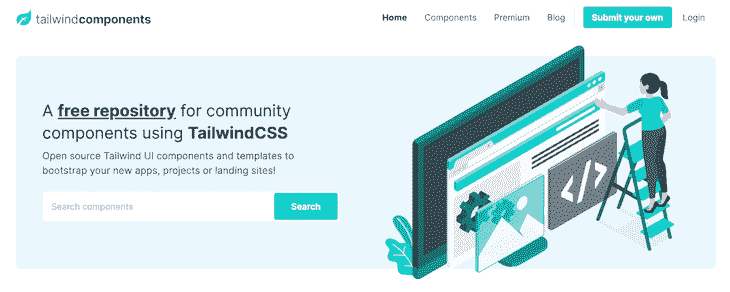 tailwindcomponents
Home Components Premium Blog Submit your own Login
A free repository for community
components using TailwindCSS
Open source Tailwind UI components and templates to
bootstrap your new apps, projects or landing sites!
Search components Search
</>